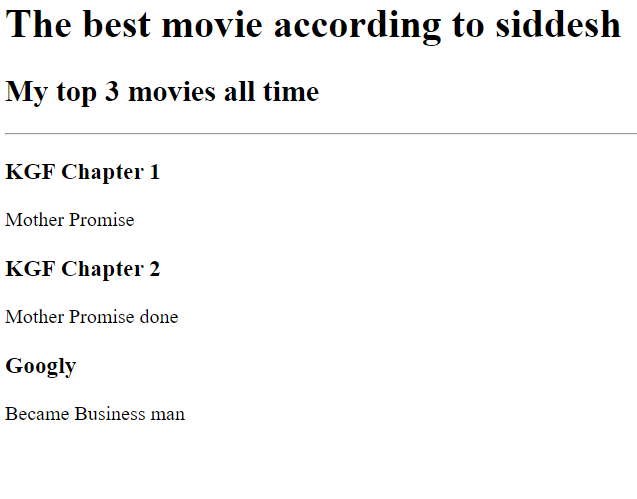 The best movie according to siddesh
My top 3 movies all time
KGF Chapter 1
Mother Promise
KGF Chapter 2
Mother Promise done
Googly
Became Business man